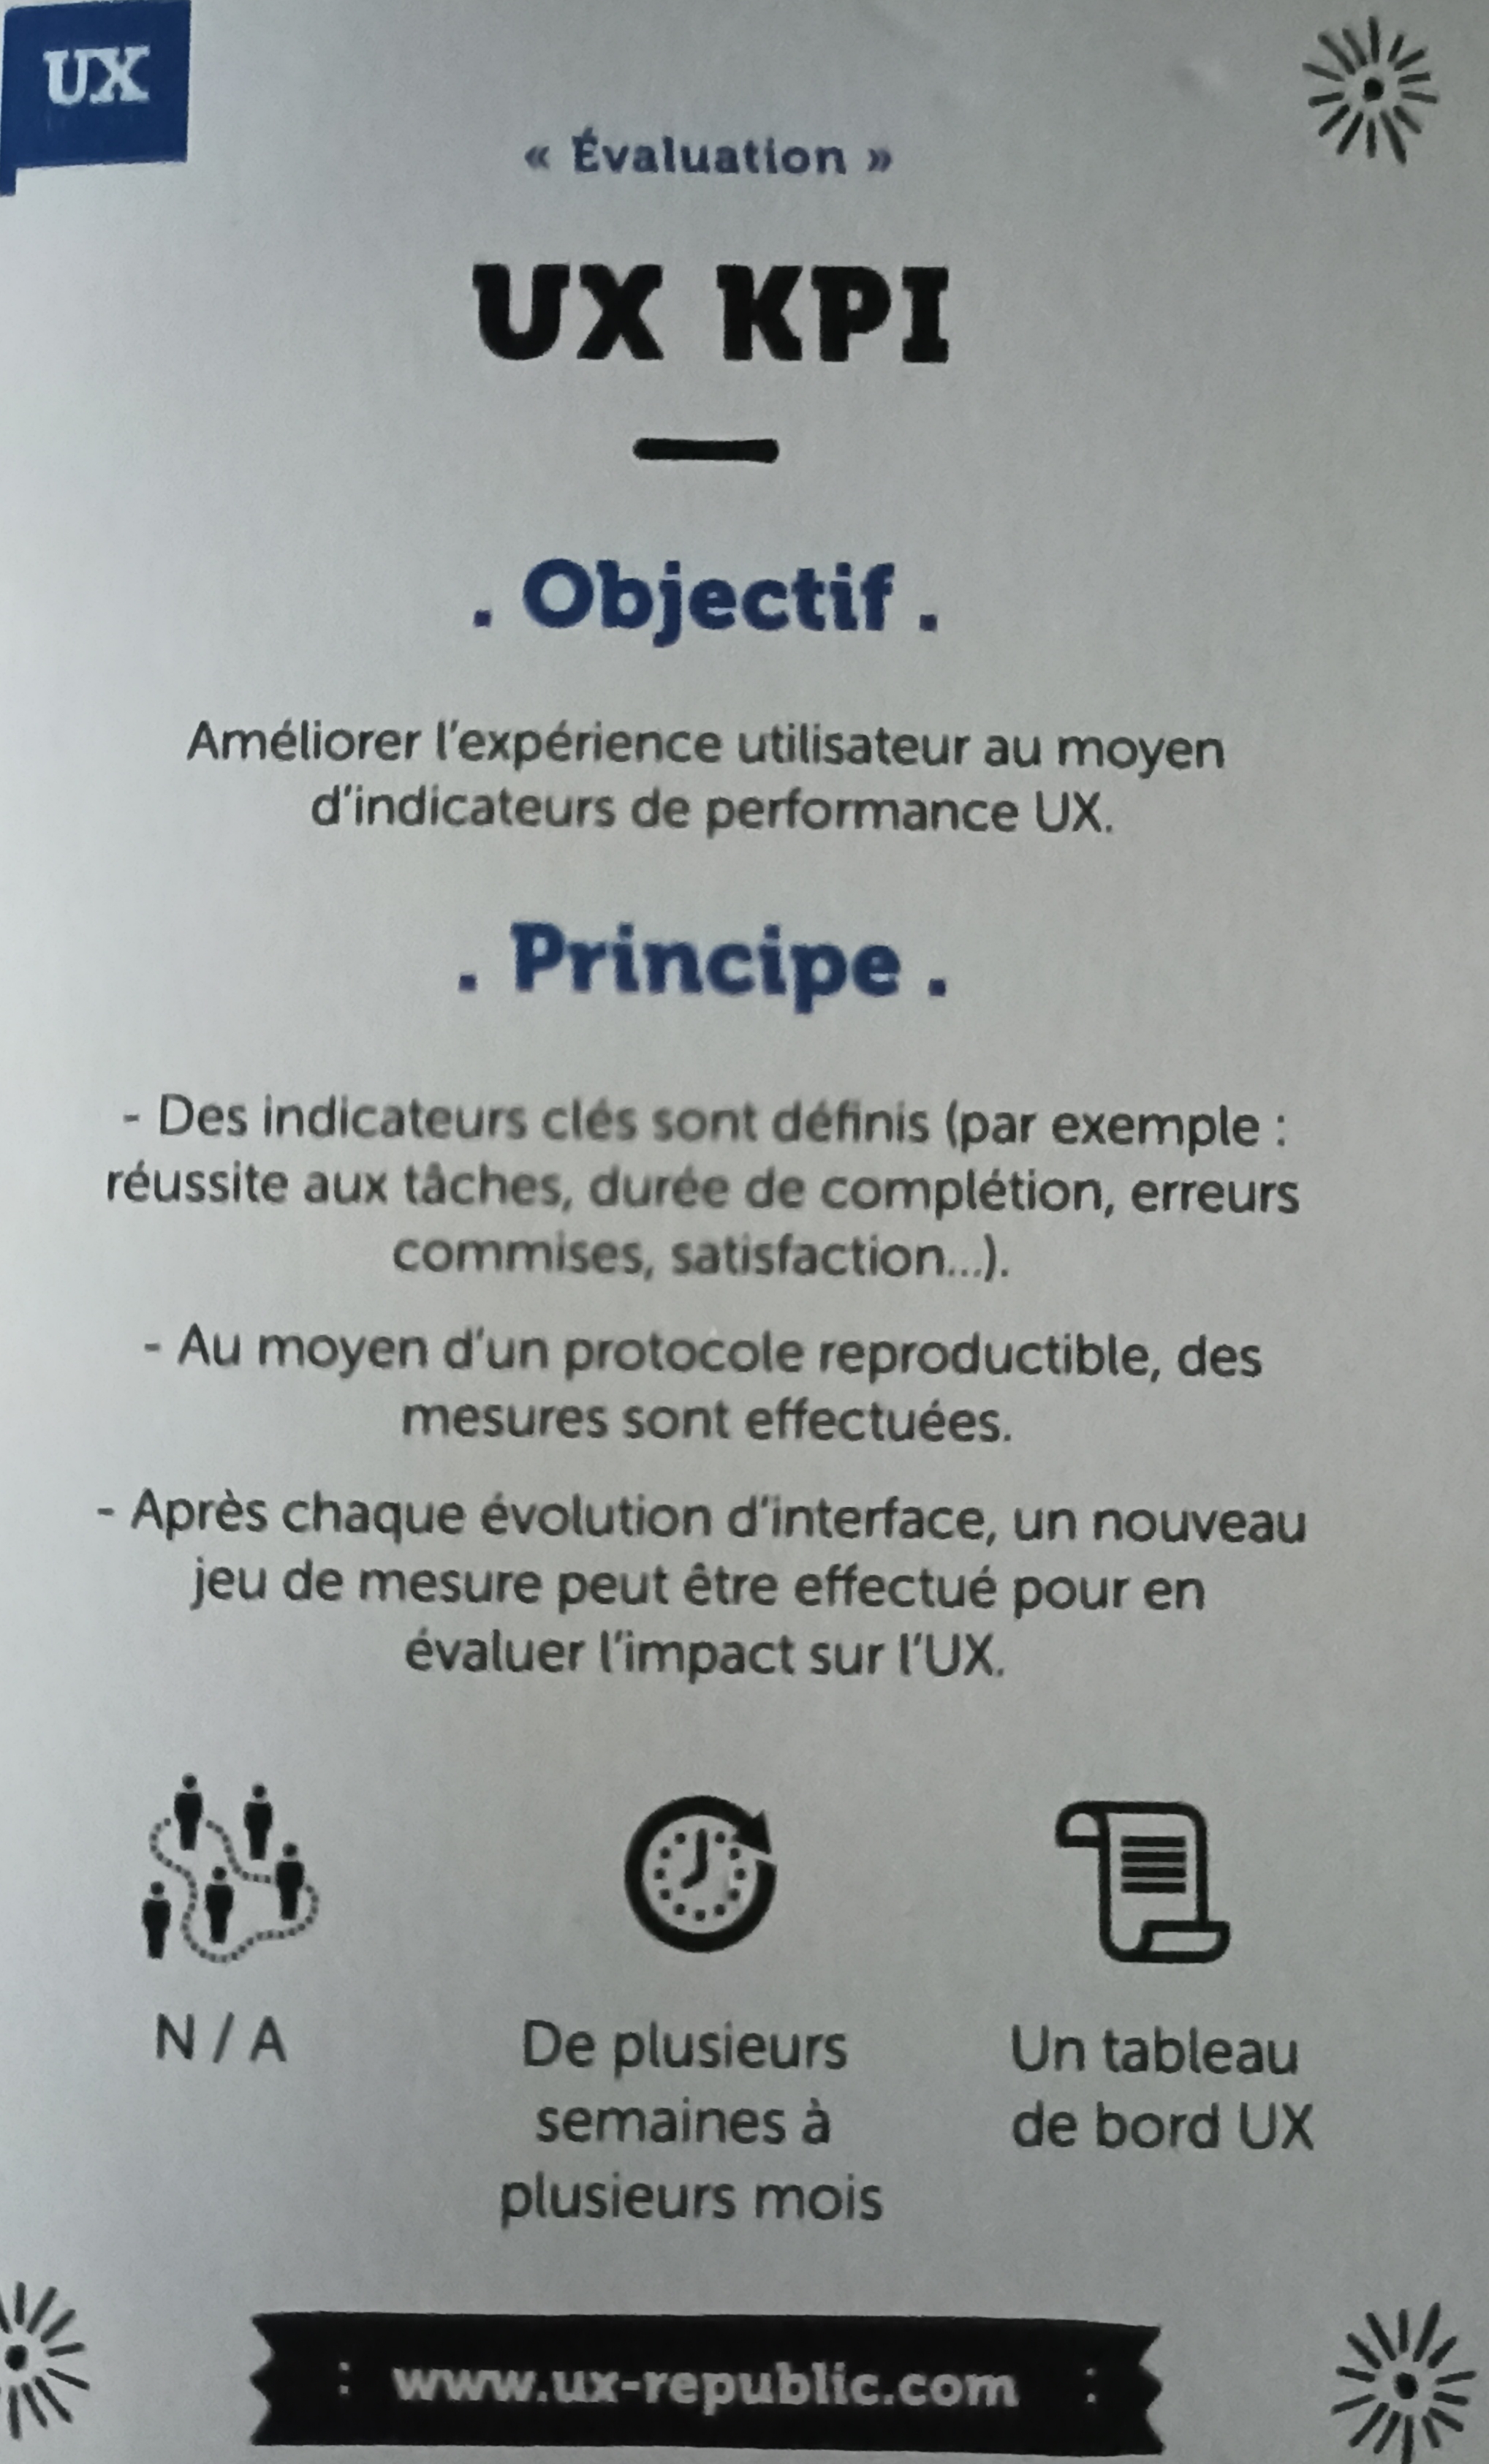 UX
« Évaluation »
UX KPI
. Objectif .
Améliorer l'expérience utilisateur au moyen
d'indicateurs de performance UX.
. Principe .
- Des indicateurs clés sont définis (par exemple :
réussite aux tâches, durée de complétion, erreurs
commises, satisfaction...).
- Au moyen d'un protocole reproductible, des
mesures sont effectuées.
- Après chaque évolution d'interface, un nouveau
jeu de mesure peut être effectué pour en
évaluer l'impact sur l'UX.
N / A
De plusieurs
semaines à
plusieurs mois
Un tableau
de bord UX
: www.ux-republic.com :